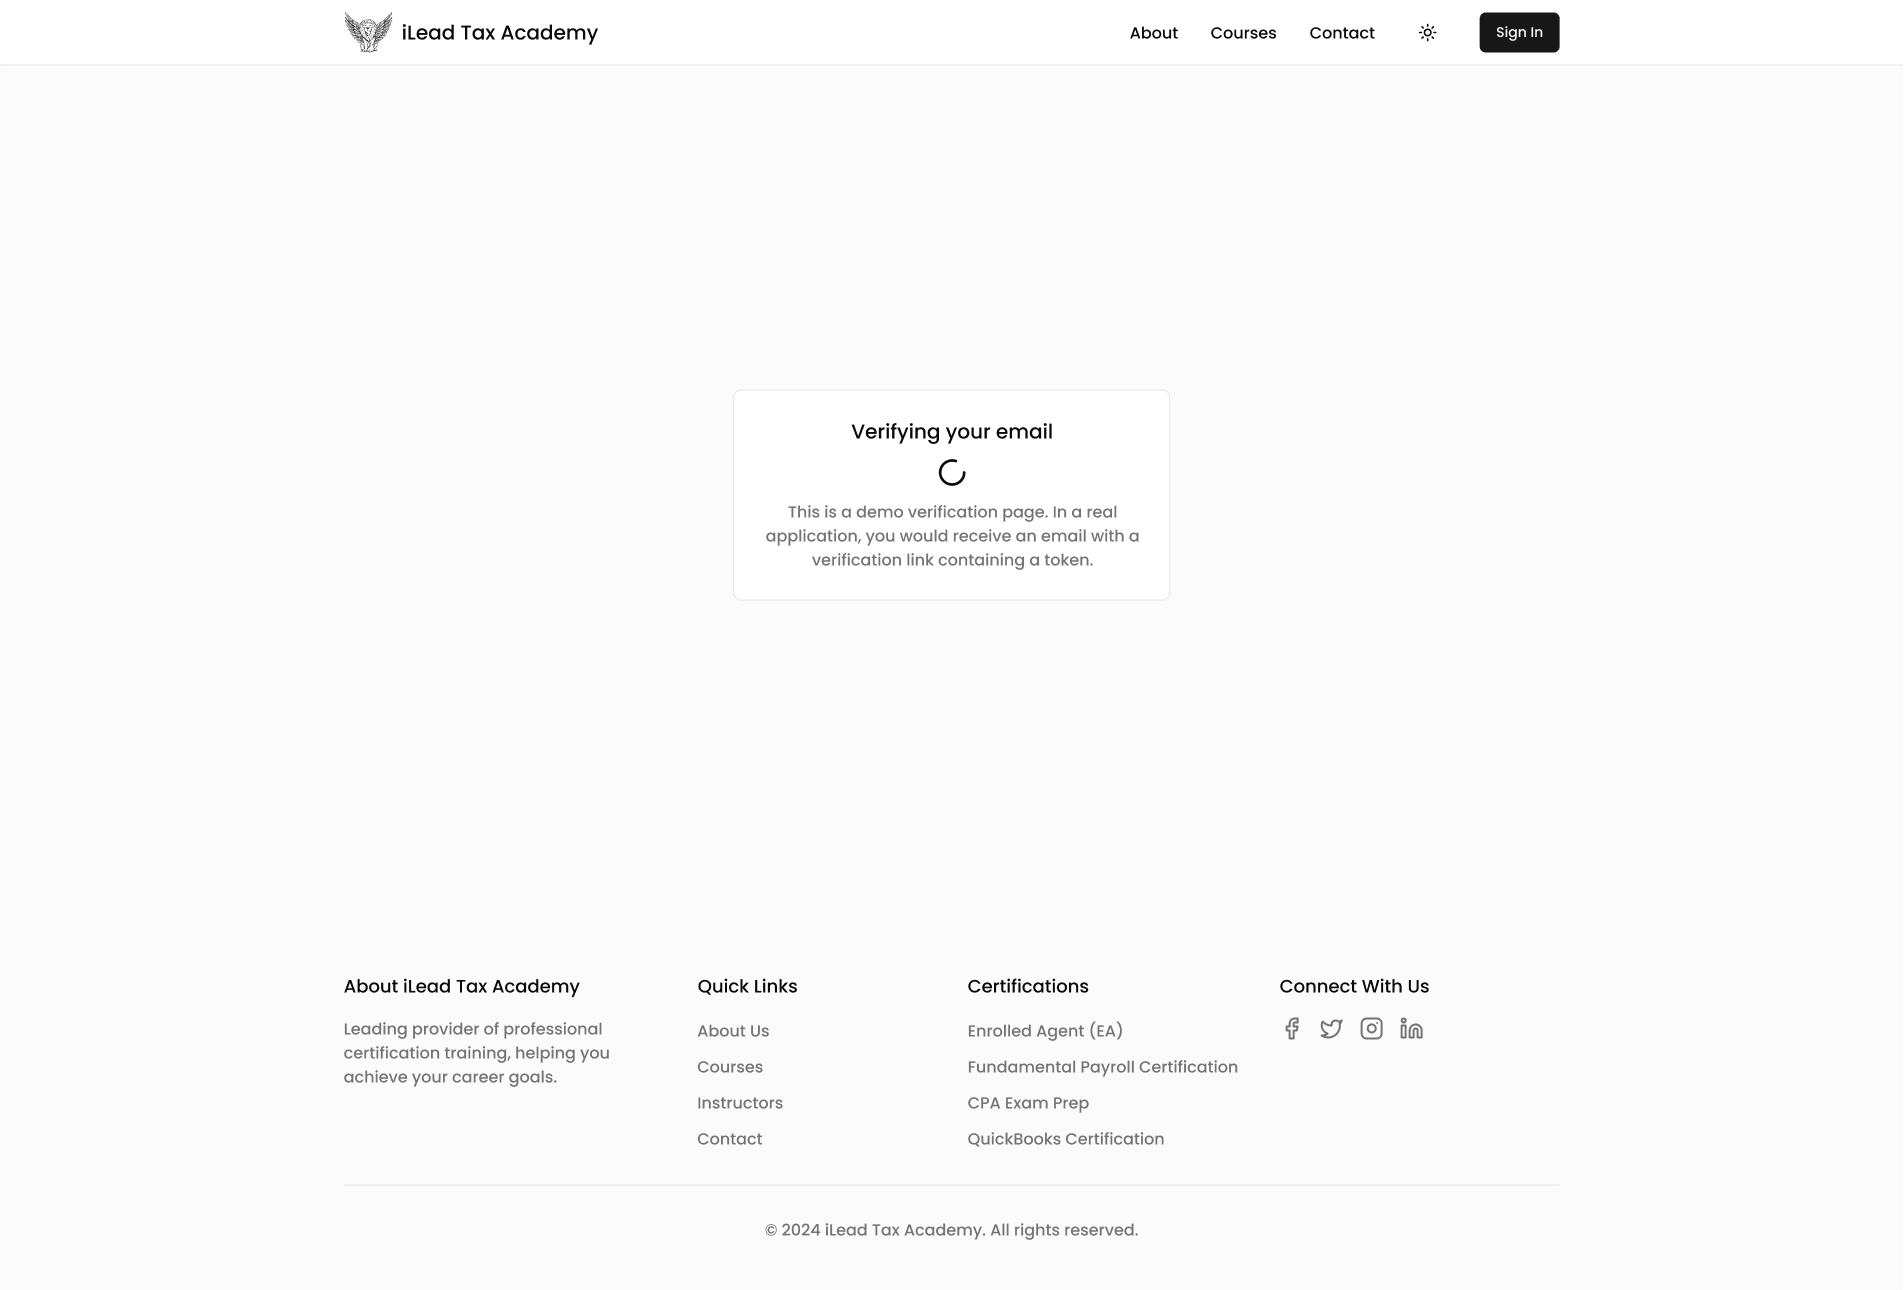 iLead Tax Academy
About
Courses
Contact
Sign In
Verifying your email
This is a demo verification page. In a real
application, you would receive an email with a
verification link containing a token.
About iLead Tax Academy
Leading provider of professional
certification training, helping you
achieve your career goals.
Quick Links
About Us
Courses
Instructors
Contact
Certifications
Enrolled Agent (EA)
Fundamental Payroll Certification
CPA Exam Prep
QuickBooks Certification
Connect With Us
© 2024 iLead Tax Academy. All rights reserved.